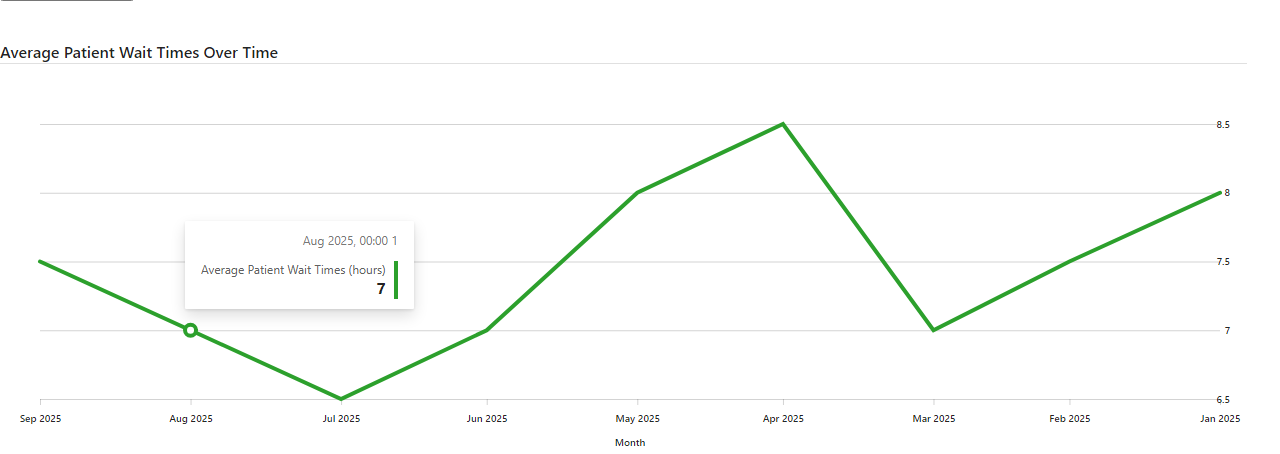 Average Patient Wait Times Over Time
8.5
8
Aug 2025, 00:00 1
7.5
Average Patient Wait Times (hours)
7
7
6.5
Sep 2025 Aug 2025 Jul 2025 Jun 2025 May 2025 Apr 2025 Mar 2025 Feb 2025 Jan 2025
Month